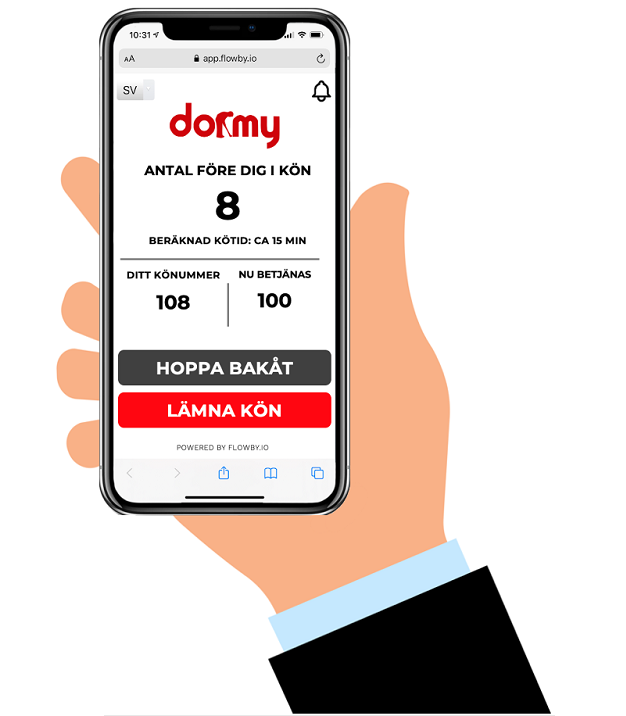 10:31
AA app.flowby.io
SV
dormy
ANTAL FÖRE DIG I KÖN
8
BERÄKNAD KÖTID: CA 15 MIN
DITT KÖNUMMER NU BETJÄNAS
108 100
HOPPA BAKÅT
LÄMNA KÖN
POWERED BY FLOWBY.IO